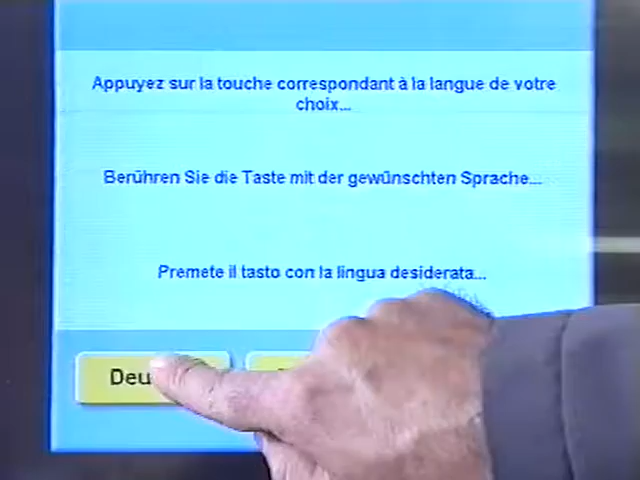 Appuyez sur la touche correspondant à la langue de votre
choix...
Berühren Sie die Taste mit der gewünschten Sprache...
Premete il tasto con la lingua desiderata...